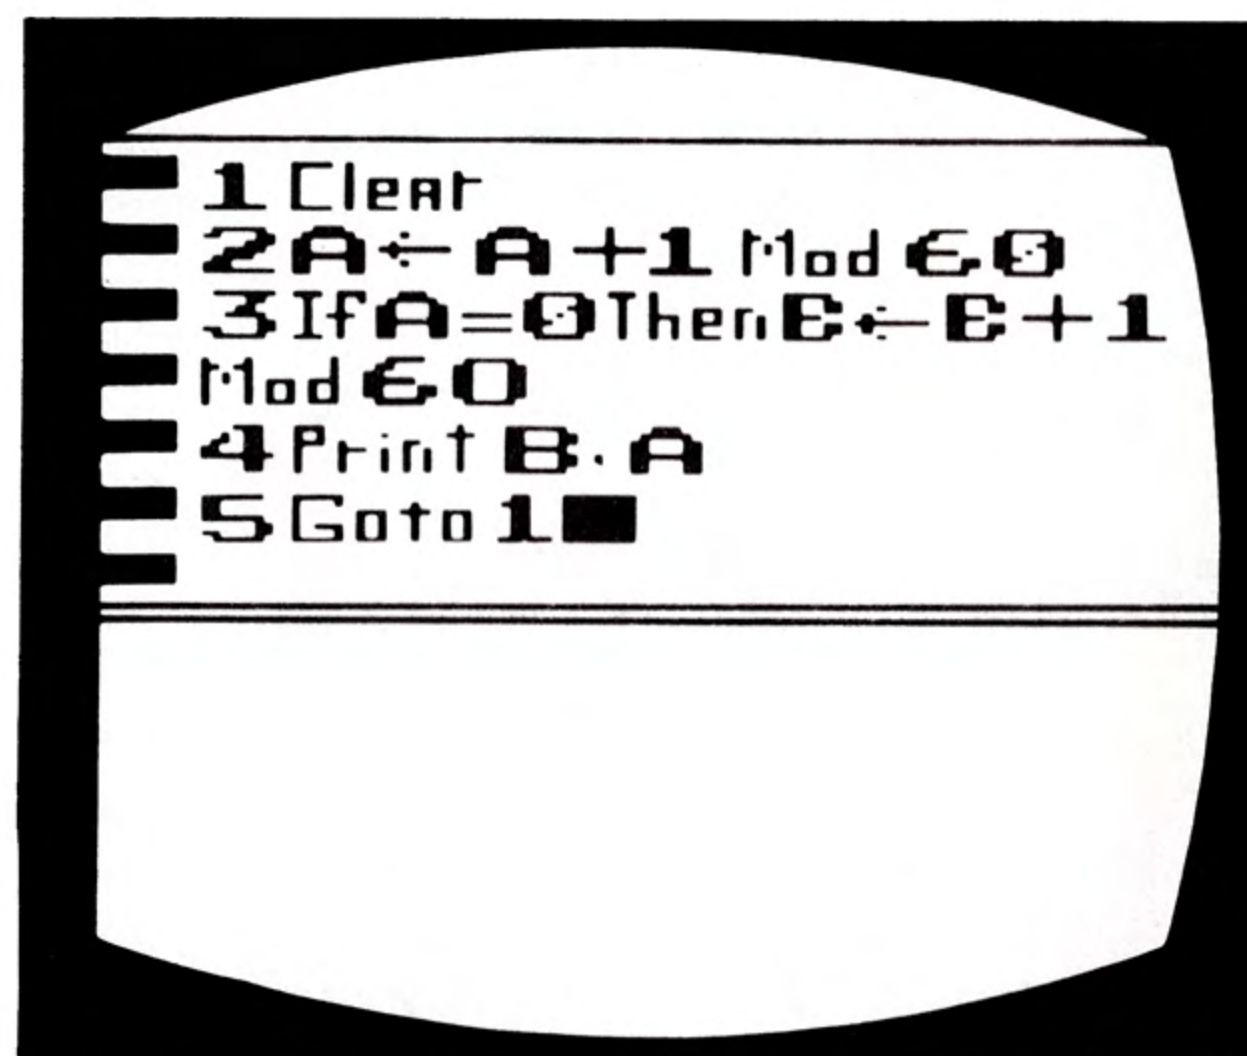 1 Clear
2 A ← A + 1 Mod 60
3 If A = 0 Then B ← B + 1
Mod 60
4 Print B, A
5 Goto 1